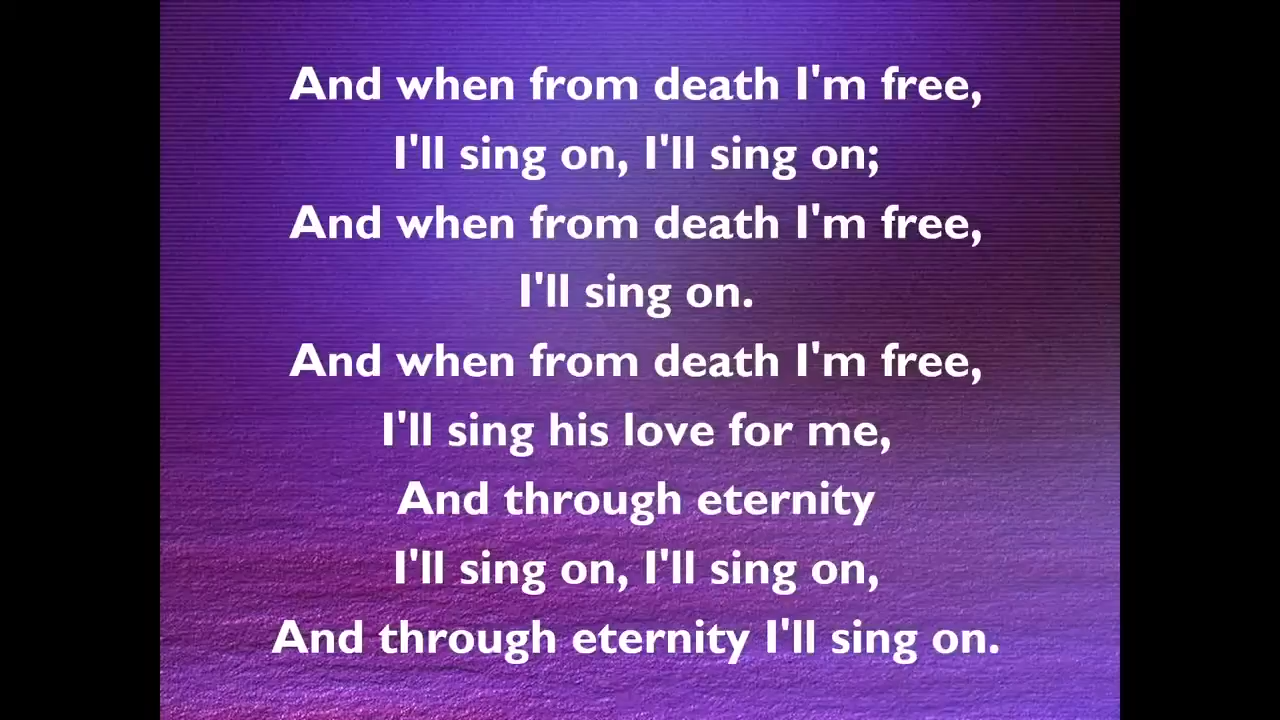 And when from death I'm free,
I'll sing on, I'll sing on;
And when from death I'm free,
I'll sing on.
And when from death I'm free,
I'll sing his love for me,
And through eternity
I'll sing on, I'll sing on,
And through eternity I'll sing on.